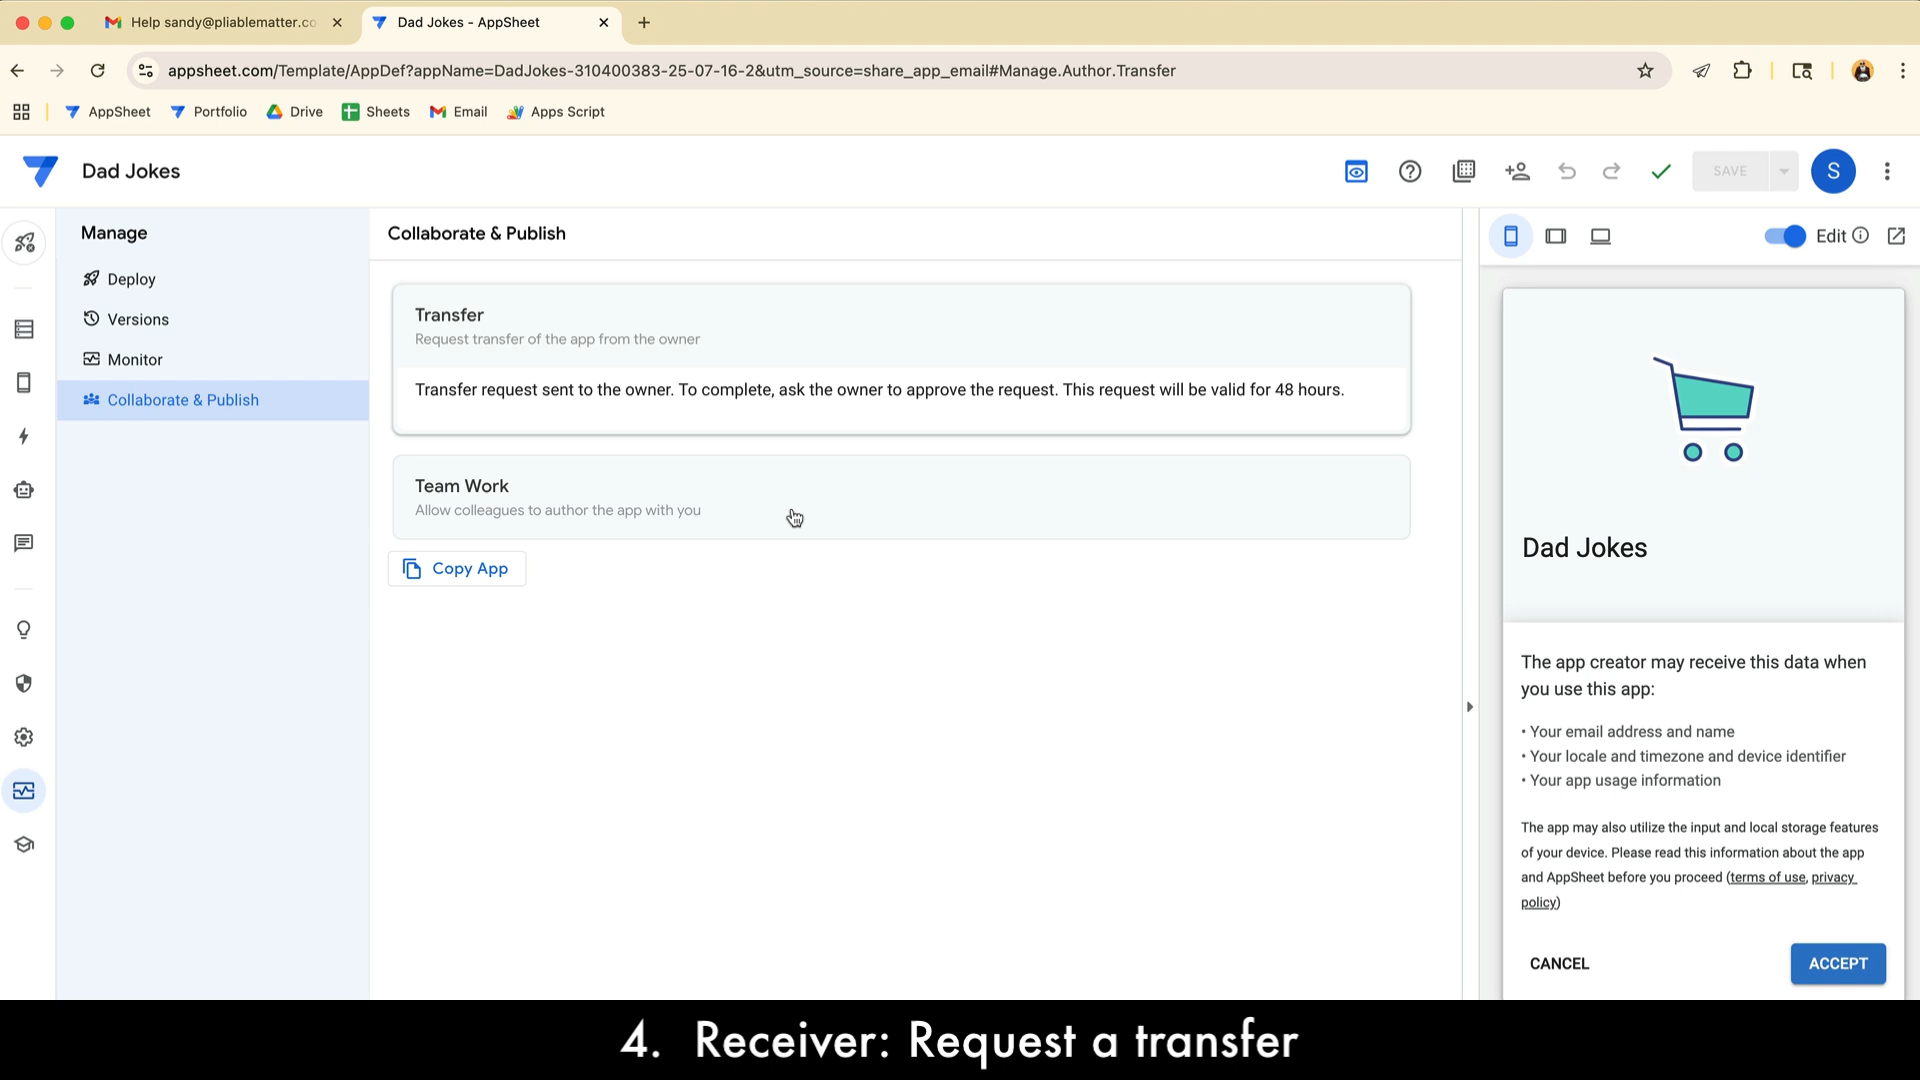 Help sandy@pliablematter.co
Dad Jokes - AppSheet
appsheet.com/Template/AppDef?appName=DadJokes-310400383-25-07-16-2&utm_source=share_app_email#Manage.Author.Transfer
AppSheet
Portfolio
Drive
Sheets
Email
Apps Script
Dad Jokes
SAVE
S
Manage
Deploy
Versions
Monitor
Collaborate & Publish
Collaborate & Publish
Transfer
Request transfer of the app from the owner
Transfer request sent to the owner. To complete, ask the owner to approve the request. This request will be valid for 48 hours.
Team Work
Allow colleagues to author the app with you
Copy App
Edit
Dad Jokes
The app creator may receive this data when
you use this app:
• Your email address and name
• Your locale and timezone and device identifier
• Your app usage information
The app may also utilize the input and local storage features
of your device. Please read this information about the app
and AppSheet before you proceed (terms of use, privacy
policy)
CANCEL
ACCEPT
4. Receiver: Request a transfer